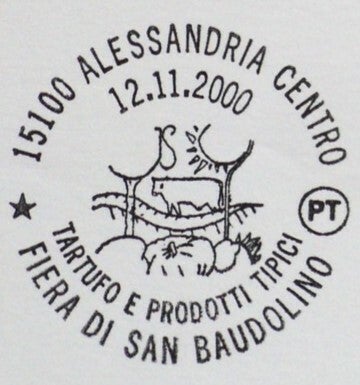 15100 ALESSANDRIA CENTRO
12.11.2000
PT
TARTUFO E PRODOTTI TIPICI
FIERA DI SAN BAUDOLINO